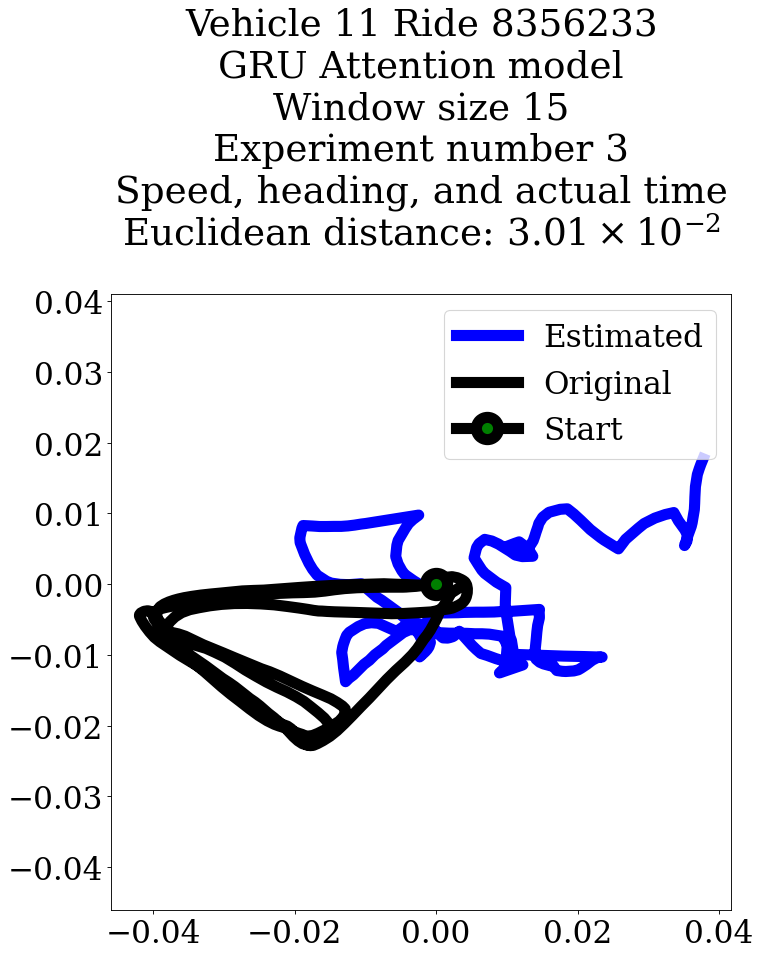 Vehicle 11 Ride 8356233
GRU Attention model
Window size 15
Experiment number 3
Speed, heading, and actual time
Euclidean distance: 3.01 × 10⁻²
0.04
0.03
0.02
0.01
0.00
−0.01
−0.02
−0.03
−0.04
Estimated
Original
Start
−0.04 −0.02 0.00 0.02 0.04